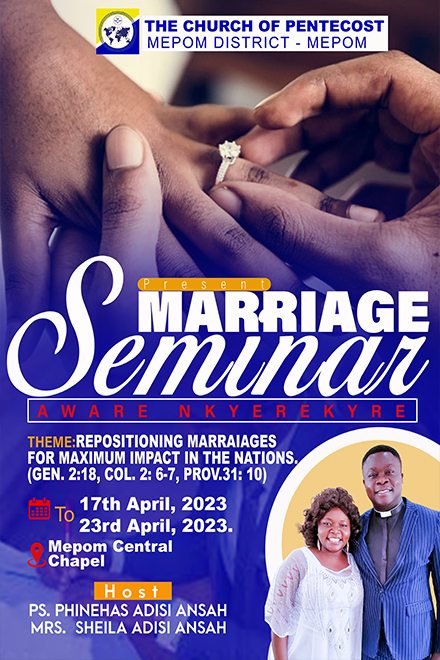 THE CHURCH OF PENTECOST
MEPOM DISTRICT - MEPOM
Present
MARRIAGE
Seminar
AWARE NKYEREKYRE
THEME:REPOSITIONING MARRAIAGES
FOR MAXIMUM IMPACT IN THE NATIONS.
(GEN. 2:18, COL. 2: 6-7, PROV.31: 10)
17th April, 2023
To
23rd April, 2023.
Mepom Central
Chapel
Host
PS. PHINEHAS ADISI ANSAH
MRS. SHEILA ADISI ANSAH